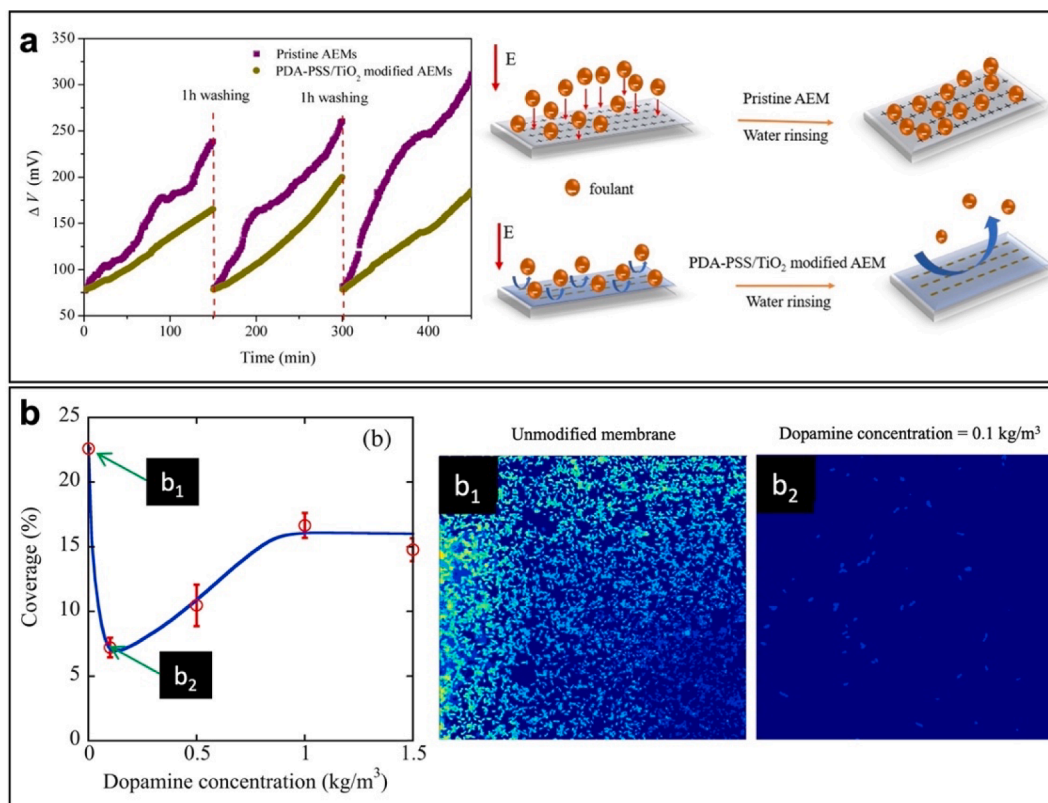 a
350
300
250
200
150
100
50
Δ V (mV)
Pristine AEMs
PDA-PSS/TiO₂ modified AEMs
1h washing
1h washing
0
100
200
300
400
Time (min)
E
Pristine AEM
Water rinsing
foulant
E
PDA-PSS/TiO₂ modified AEM
Water rinsing
b
25
20
15
10
5
0
Coverage (%)
(b)
b₁
b₂
0
0.5
1
1.5
Dopamine concentration (kg/m³)
Unmodified membrane
b₁
Dopamine concentration = 0.1 kg/m³
b₂